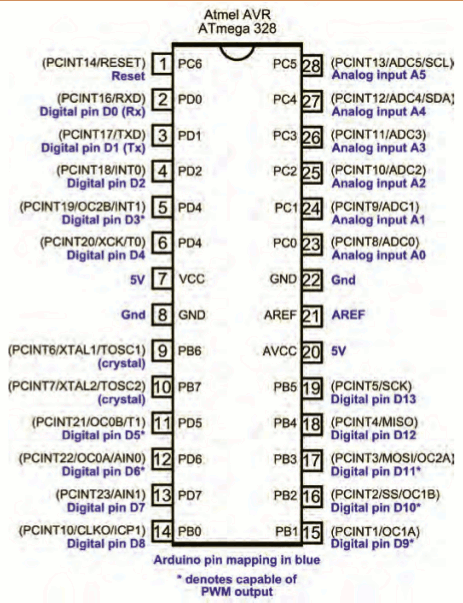 Atmel AVR
ATmega 328
(PCINT14/RESET) 1 PC6
Reset
(PCINT16/RXD) 2 PD0
Digital pin D0 (Rx)
(PCINT17/TXD) 3 PD1
Digital pin D1 (Tx)
(PCINT18/INT0) 4 PD2
Digital pin D2
(PCINT19/OC2B/INT1) 5 PD4
Digital pin D3*
(PCINT20/XCK/T0) 6 PD4
Digital pin D4
5V 7 VCC
Gnd 8 GND
(PCINT6/XTAL1/TOSC1) 9 PB6
(crystal)
(PCINT7/XTAL2/TOSC2) 10 PB7
(crystal)
(PCINT21/OC0B/T1) 11 PD5
Digital pin D5*
(PCINT22/OC0A/AIN0) 12 PD6
Digital pin D6*
(PCINT23/AIN1) 13 PD7
Digital pin D7
(PCINT10/CLKO/ICP1) 14 PB0
Digital pin D8
PC5 28 (PCINT13/ADC5/SCL)
Analog input A5
PC4 27 (PCINT12/ADC4/SDA)
Analog input A4
PC3 26 (PCINT11/ADC3)
Analog input A3
PC2 25 (PCINT10/ADC2)
Analog input A2
PC1 24 (PCINT9/ADC1)
Analog input A1
PC0 23 (PCINT8/ADC0)
Analog input A0
GND 22 Gnd
AREF 21 AREF
AVCC 20 5V
PB5 19 (PCINT5/SCK)
Digital pin D13
PB4 18 (PCINT4/MISO)
Digital pin D12
PB3 17 (PCINT3/MOSI/OC2A)
Digital pin D11*
PB2 16 (PCINT2/SS/OC1B)
Digital pin D10*
PB1 15 (PCINT1/OC1A)
Digital pin D9*
Arduino pin mapping in blue
* denotes capable of
PWM output